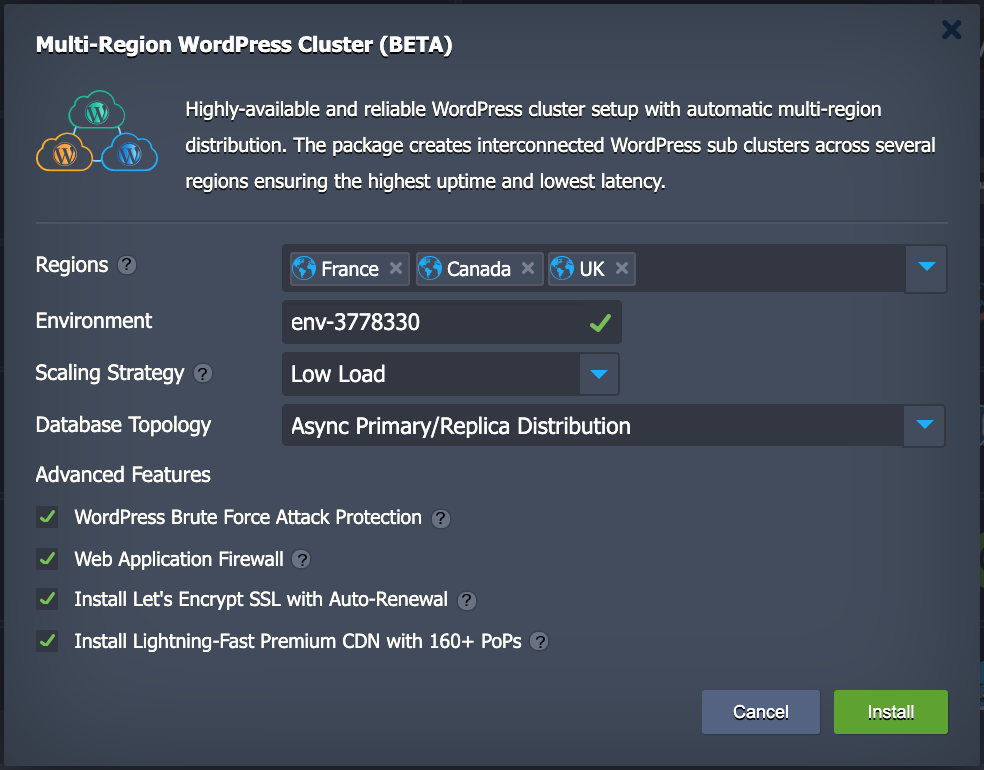 Multi-Region WordPress Cluster (BETA)
Highly-available and reliable WordPress cluster setup with automatic multi-region
distribution. The package creates interconnected WordPress sub clusters across several
regions ensuring the highest uptime and lowest latency.
Regions ? France × Canada × UK ×
Environment env-3778330
Scaling Strategy ? Low Load
Database Topology Async Primary/Replica Distribution
Advanced Features
WordPress Brute Force Attack Protection ?
Web Application Firewall ?
Install Let's Encrypt SSL with Auto-Renewal ?
Install Lightning-Fast Premium CDN with 160+ PoPs ?
Cancel Install